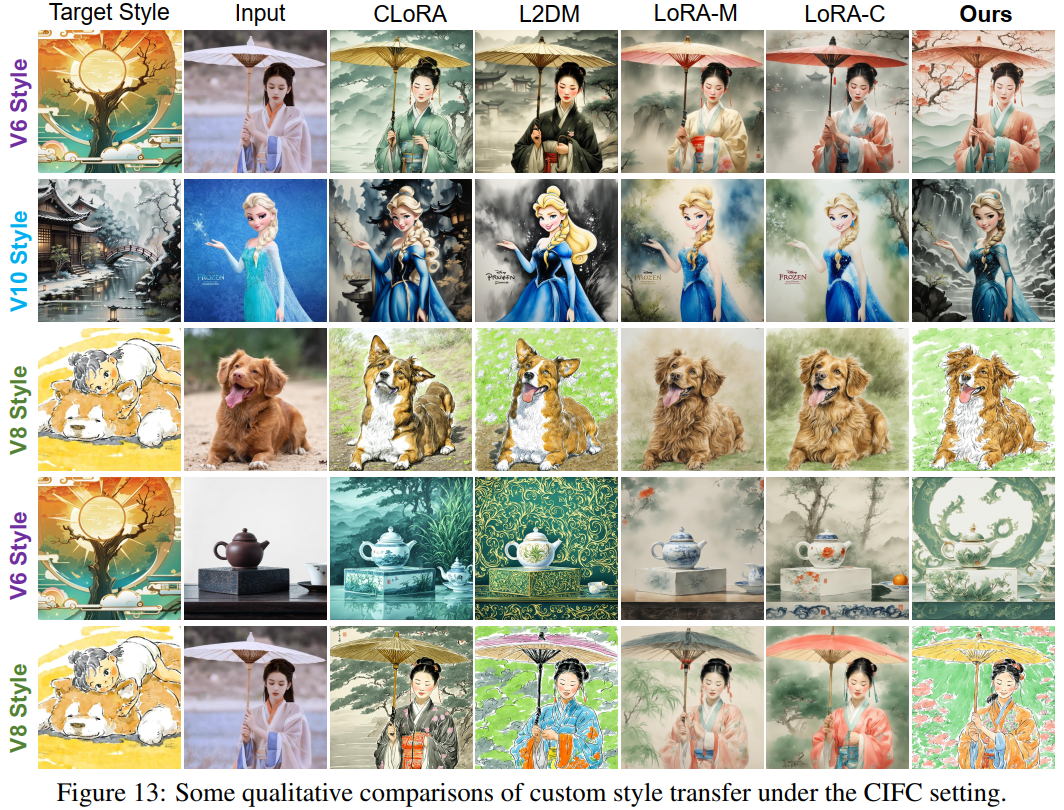 Target Style Input CLoRA L2DM LoRA-M LoRA-C Ours
V6 Style
V10 Style
FROZEN
FROZEN
V8 Style
V6 Style
V8 Style
Figure 13: Some qualitative comparisons of custom style transfer under the CIFC setting.